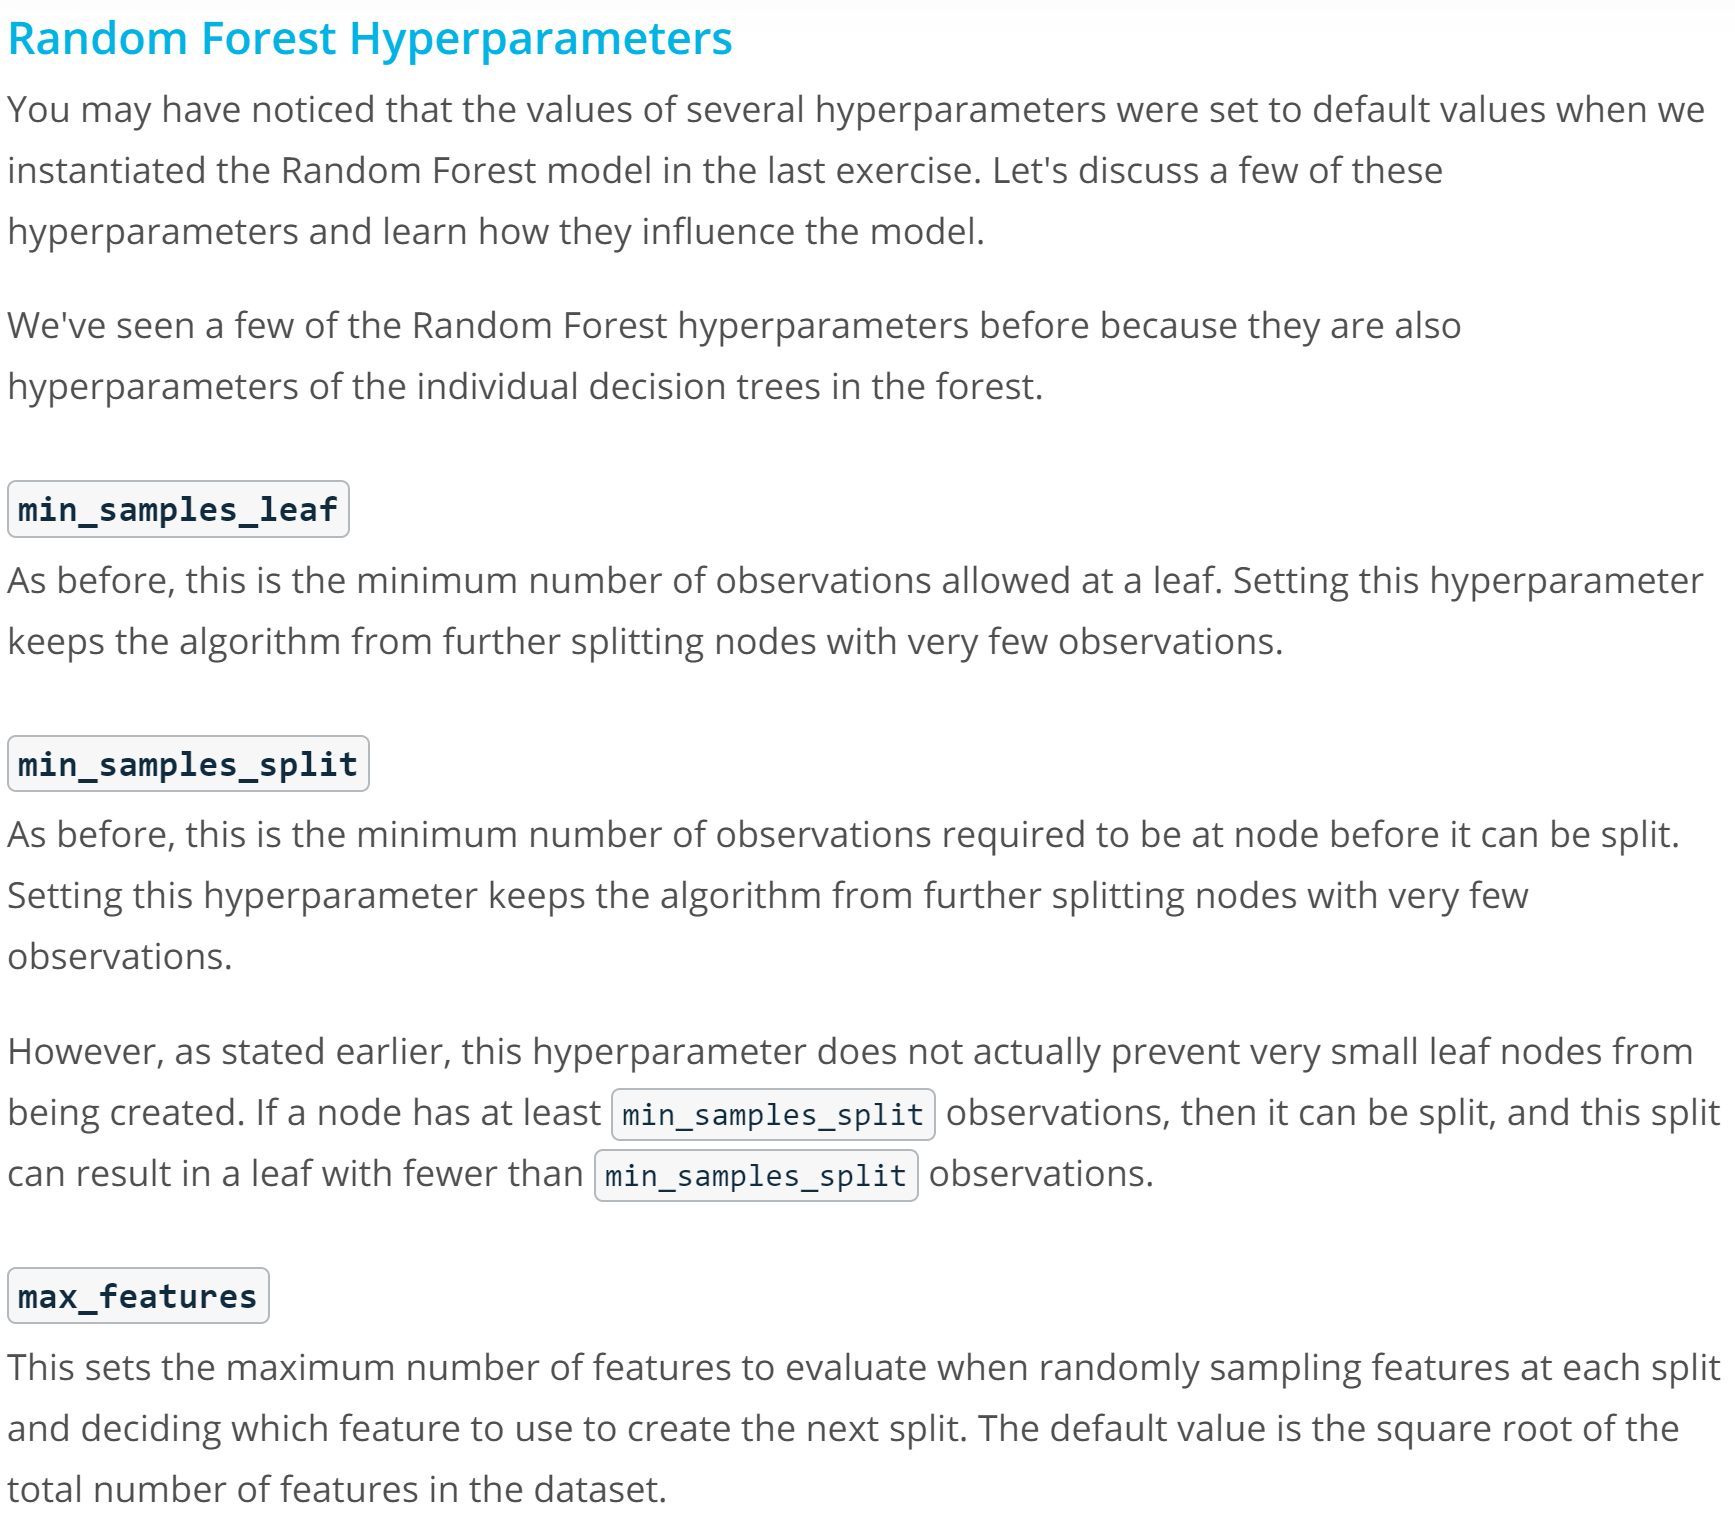 Random Forest Hyperparameters
You may have noticed that the values of several hyperparameters were set to default values when we
instantiated the Random Forest model in the last exercise. Let's discuss a few of these
hyperparameters and learn how they influence the model.
We've seen a few of the Random Forest hyperparameters before because they are also
hyperparameters of the individual decision trees in the forest.
min_samples_leaf
As before, this is the minimum number of observations allowed at a leaf. Setting this hyperparameter
keeps the algorithm from further splitting nodes with very few observations.
min_samples_split
As before, this is the minimum number of observations required to be at node before it can be split.
Setting this hyperparameter keeps the algorithm from further splitting nodes with very few
observations.
However, as stated earlier, this hyperparameter does not actually prevent very small leaf nodes from
being created. If a node has at least min_samples_split observations, then it can be split, and this split
can result in a leaf with fewer than min_samples_split observations.
max_features
This sets the maximum number of features to evaluate when randomly sampling features at each split
and deciding which feature to use to create the next split. The default value is the square root of the
total number of features in the dataset.